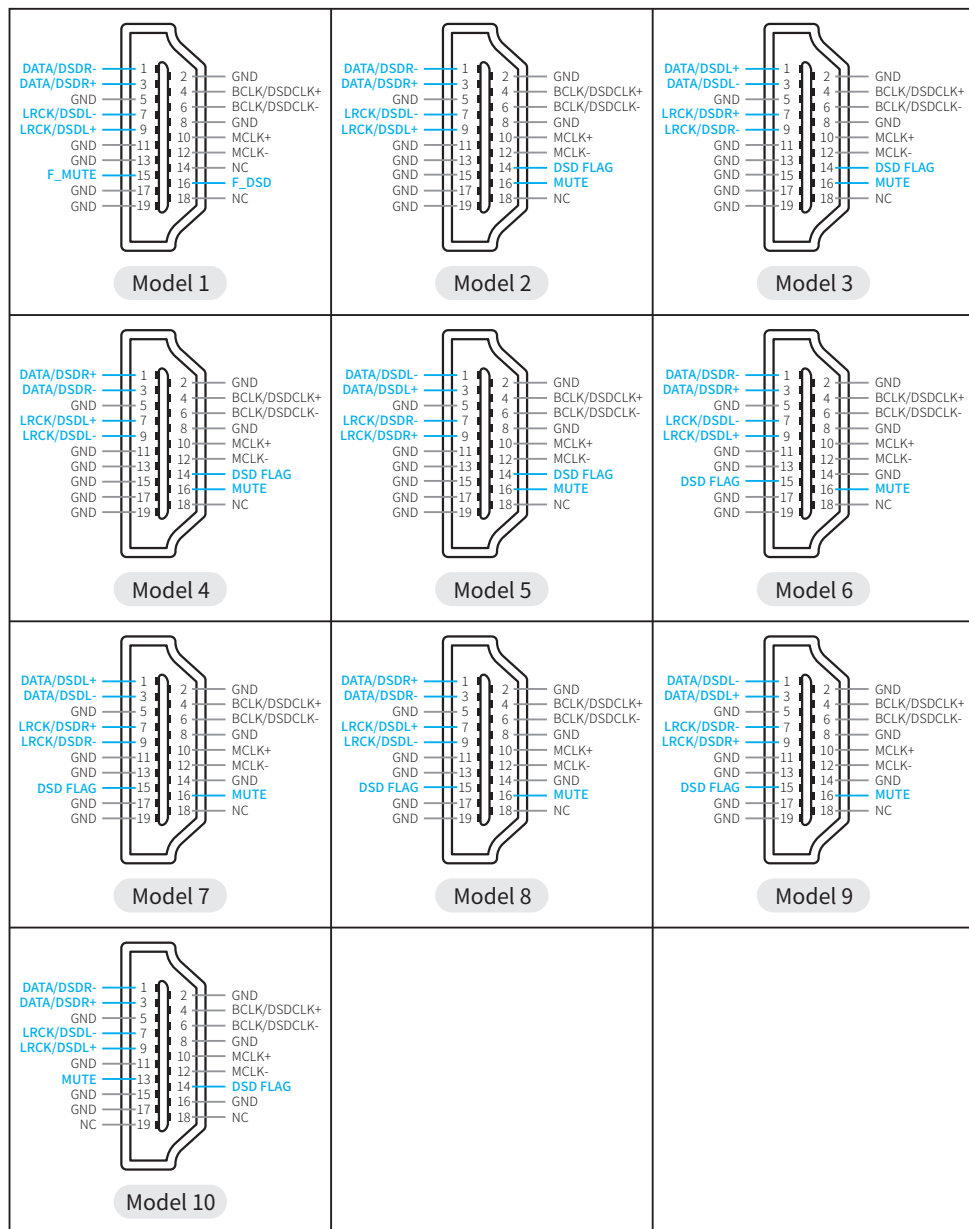 DATA/DSDR- 1
2 GND
DATA/DSDR+ 3
4 BCLK/DSDCLK+
GND 5
6 BCLK/DSDCLK-
LRCK/DSDL- 7
8 GND
LRCK/DSDL+ 9
10 MCLK+
GND 11
12 MCLK-
GND 13
14 NC
F_MUTE 15
16 F_DSD
GND 17
18 NC
GND 19
Model 1
DATA/DSDR- 1
2 GND
DATA/DSDR+ 3
4 BCLK/DSDCLK+
GND 5
6 BCLK/DSDCLK-
LRCK/DSDL- 7
8 GND
LRCK/DSDL+ 9
10 MCLK+
GND 11
12 MCLK-
GND 13
14 DSD FLAG
GND 15
16 MUTE
GND 17
18 NC
GND 19
Model 2
DATA/DSDL+ 1
2 GND
DATA/DSDL- 3
4 BCLK/DSDCLK+
GND 5
6 BCLK/DSDCLK-
LRCK/DSDR+ 7
8 GND
LRCK/DSDR- 9
10 MCLK+
GND 11
12 MCLK-
GND 13
14 DSD FLAG
GND 15
16 MUTE
GND 17
18 NC
GND 19
Model 3
DATA/DSDR+ 1
2 GND
DATA/DSDR- 3
4 BCLK/DSDCLK+
GND 5
6 BCLK/DSDCLK-
LRCK/DSDL+ 7
8 GND
LRCK/DSDL- 9
10 MCLK+
GND 11
12 MCLK-
GND 13
14 DSD FLAG
GND 15
16 MUTE
GND 17
18 NC
GND 19
Model 4
DATA/DSDL- 1
2 GND
DATA/DSDL+ 3
4 BCLK/DSDCLK+
GND 5
6 BCLK/DSDCLK-
LRCK/DSDR- 7
8 GND
LRCK/DSDR+ 9
10 MCLK+
GND 11
12 MCLK-
GND 13
14 DSD FLAG
GND 15
16 MUTE
GND 17
18 NC
GND 19
Model 5
DATA/DSDR- 1
2 GND
DATA/DSDR+ 3
4 BCLK/DSDCLK+
GND 5
6 BCLK/DSDCLK-
LRCK/DSDL- 7
8 GND
LRCK/DSDL+ 9
10 MCLK+
GND 11
12 MCLK-
GND 13
14 GND
DSD FLAG 15
16 MUTE
GND 17
18 NC
GND 19
Model 6
DATA/DSDL+ 1
2 GND
DATA/DSDL- 3
4 BCLK/DSDCLK+
GND 5
6 BCLK/DSDCLK-
LRCK/DSDR+ 7
8 GND
LRCK/DSDR- 9
10 MCLK+
GND 11
12 MCLK-
GND 13
14 GND
DSD FLAG 15
16 MUTE
GND 17
18 NC
GND 19
Model 7
DATA/DSDR+ 1
2 GND
DATA/DSDR- 3
4 BCLK/DSDCLK+
GND 5
6 BCLK/DSDCLK-
LRCK/DSDL+ 7
8 GND
LRCK/DSDL- 9
10 MCLK+
GND 11
12 MCLK-
GND 13
14 GND
DSD FLAG 15
16 MUTE
GND 17
18 NC
GND 19
Model 8
DATA/DSDL- 1
2 GND
DATA/DSDL+ 3
4 BCLK/DSDCLK+
GND 5
6 BCLK/DSDCLK-
LRCK/DSDR- 7
8 GND
LRCK/DSDR+ 9
10 MCLK+
GND 11
12 MCLK-
GND 13
14 GND
DSD FLAG 15
16 MUTE
GND 17
18 NC
GND 19
Model 9
DATA/DSDR- 1
2 GND
DATA/DSDR+ 3
4 BCLK/DSDCLK+
GND 5
6 BCLK/DSDCLK-
LRCK/DSDL- 7
8 GND
LRCK/DSDL+ 9
10 MCLK+
GND 11
12 MCLK-
MUTE 13
14 DSD FLAG
GND 15
16 GND
GND 17
18 NC
NC 19
Model 10